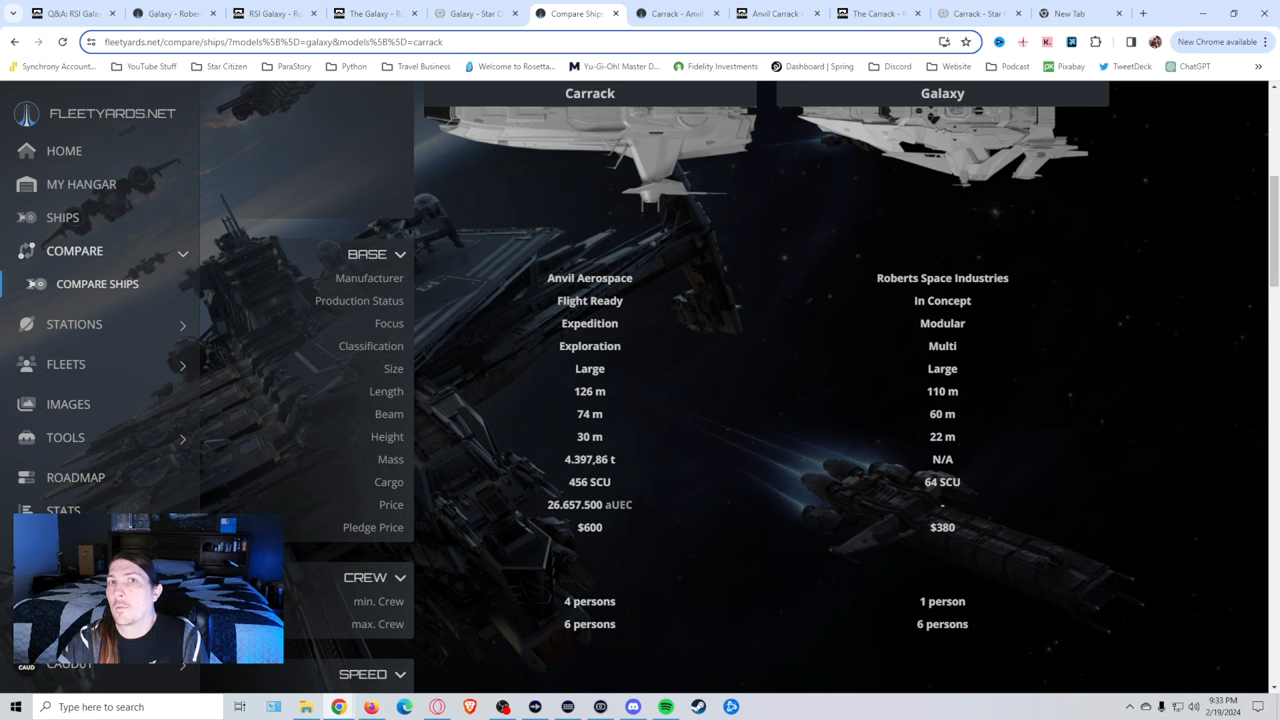 Q&A: RSI Gala
Galaxy - Rober
RSI Galaxy - Ro
The Galaxy - R
Galaxy - Star C
Compare Ships
Carrack - Anvil
Anvil Carrack -
The Carrack - F
Carrack - Star C
New Tab
fleetyards.net/compare/ships/?models%5B%5D=galaxy&models%5B%5D=carrack
New Chrome available
Synchrony Account...
YouTube Stuff
Star Citizen
ParaStory
Python
Travel Business
Welcome to Rosetta...
Yu-Gi-Oh! Master D...
Fidelity Investments
Dashboard | Spring
Discord
Website
Podcast
Pixabay
TweetDeck
ChatGPT
FLEETYARDS.NET
HOME
MY HANGAR
SHIPS
COMPARE
COMPARE SHIPS
STATIONS
FLEETS
IMAGES
TOOLS
ROADMAP
STATS
Carrack Galaxy
BASE
Manufacturer Anvil Aerospace Roberts Space Industries
Production Status Flight Ready In Concept
Focus Expedition Modular
Classification Exploration Multi
Size Large Large
Length 126 m 110 m
Beam 74 m 60 m
Height 30 m 22 m
Mass 4.397,86 t N/A
Cargo 456 SCU 64 SCU
Price 26.657.500 aUEC -
Pledge Price $600 $380
CREW
min. Crew 4 persons 1 person
max. Crew 6 persons 6 persons
SPEED
CAUD
Type here to search
9:33 PM
2/19/2024